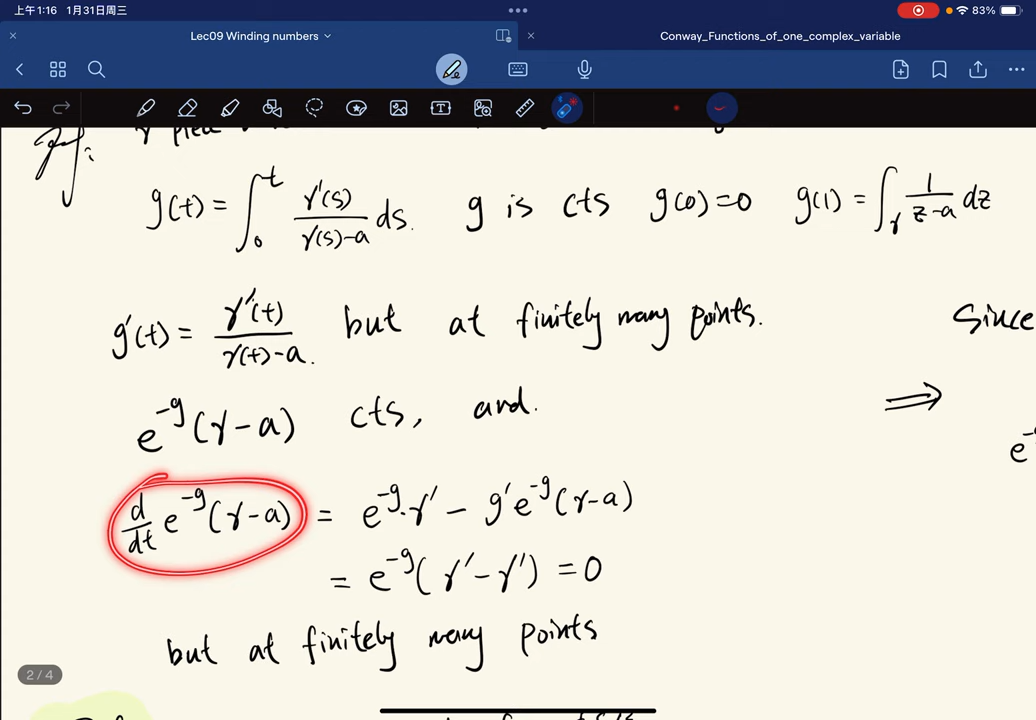 上午1:16 1月31日周三
83%
Lec09 Winding numbers
Conway_Functions_of_one_complex_variable
pf:
g(t) = ∫₀ᵗ γ'(s)/(γ(s)-a) ds. g is cts g(0)=0 g(1) = ∫_γ 1/(z-a) dz
g'(t) = γ'(t)/(γ(t)-a). but at finitely many points. Since
e^{-g}(γ-a) cts, and. ⟹
d/dt e^{-g}(γ-a) = e^{-g}·γ' - g'e^{-g}(γ-a)
= e^{-g}(γ'-γ') = 0
but at finitely many points
2 / 4